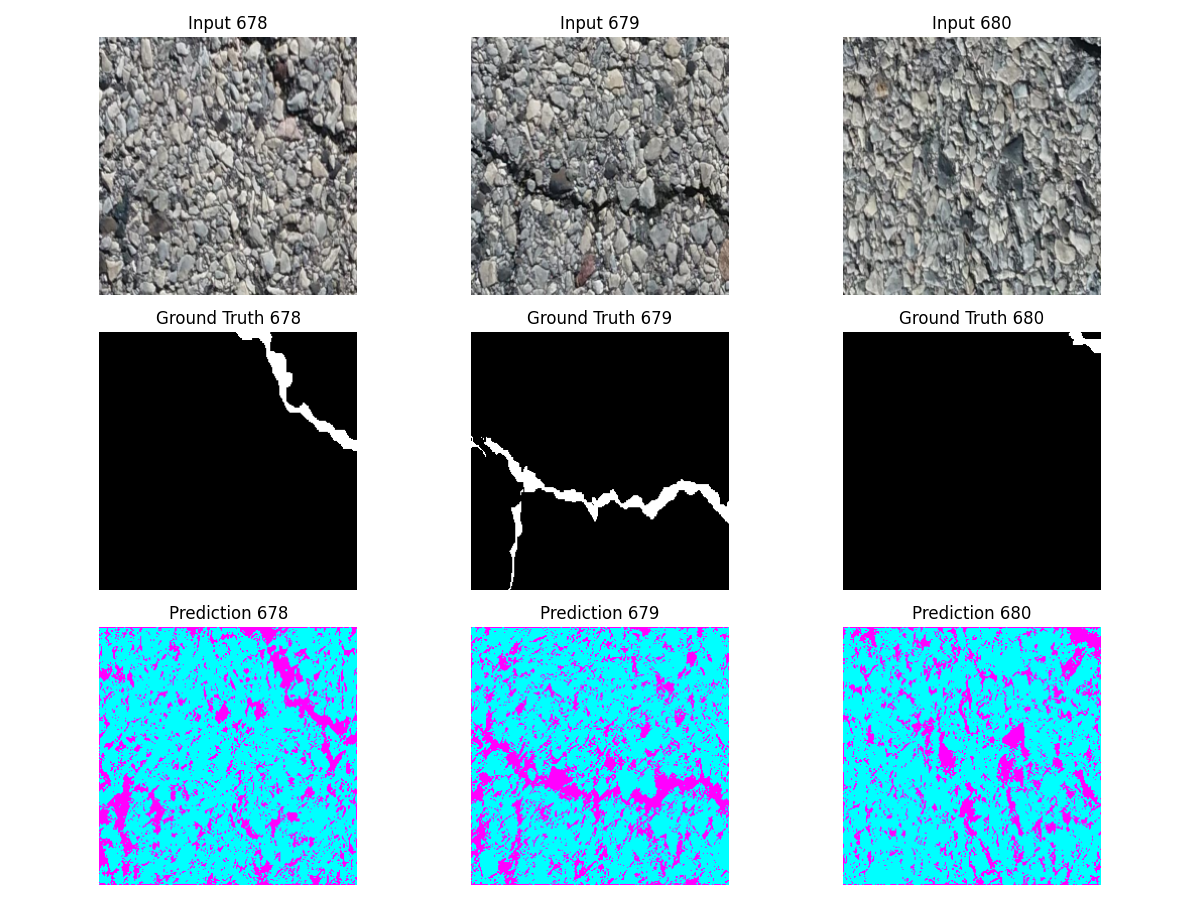 Input 678
Input 679
Input 680
Ground Truth 678
Ground Truth 679
Ground Truth 680
Prediction 678
Prediction 679
Prediction 680